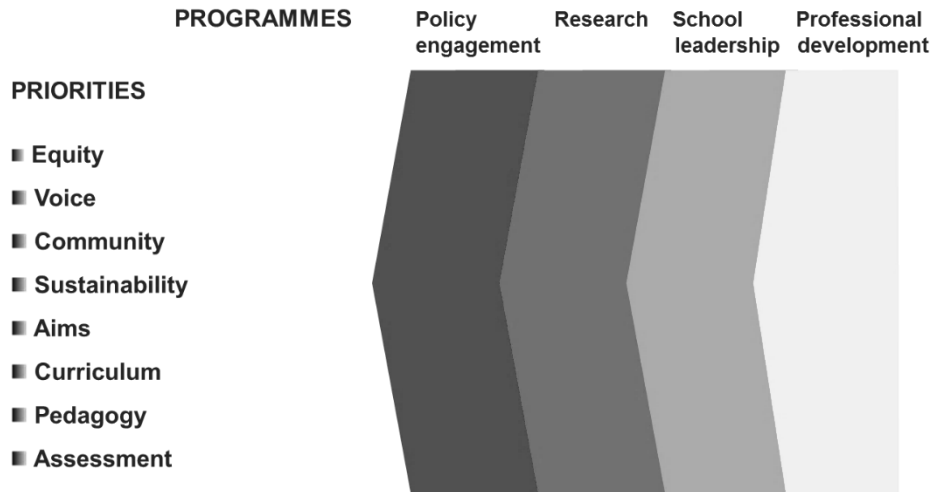 PROGRAMMES
Policy engagement
Research
School leadership
Professional development
PRIORITIES
Equity
Voice
Community
Sustainability
Aims
Curriculum
Pedagogy
Assessment